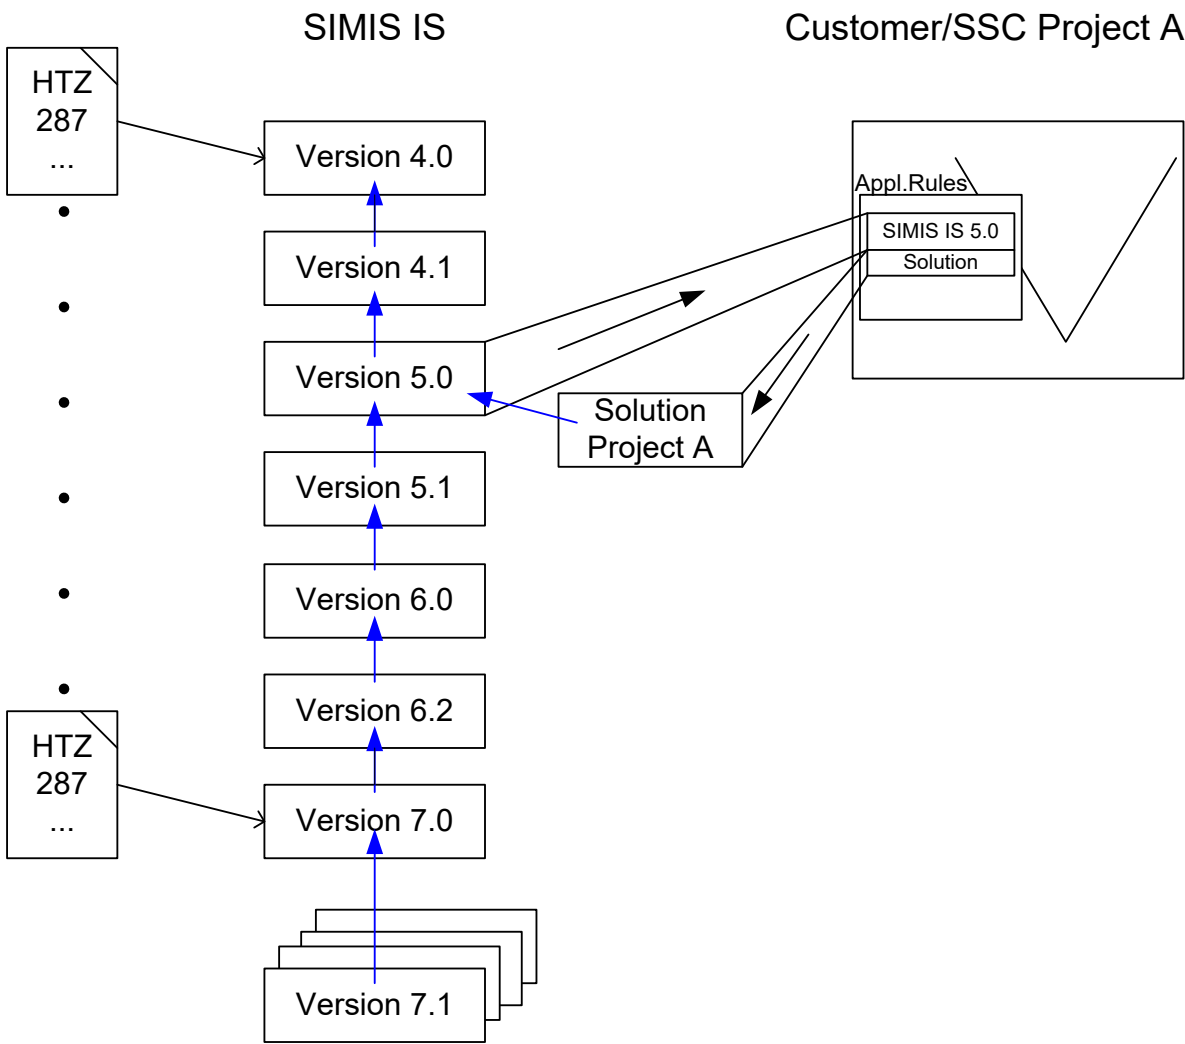 SIMIS IS
Customer/SSC Project A
HTZ
287
...
Version 4.0
Version 4.1
Version 5.0
Version 5.1
Version 6.0
Version 6.2
HTZ
287
...
Version 7.0
Version 7.1
Solution
Project A
Appl.Rules
SIMIS IS 5.0
Solution